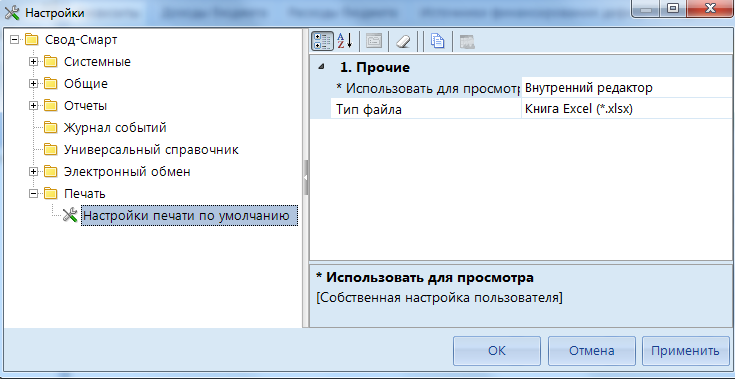 Настройки
Свод-Смарт
Системные
Общие
Отчеты
Журнал событий
Универсальный справочник
Электронный обмен
Печать
Настройки печати по умолчанию
1. Прочие
* Использовать для просмотр Внутренний редактор
Тип файла Книга Excel (*.xlsx)
* Использовать для просмотра
[Собственная настройка пользователя]
ОК Отмена Применить